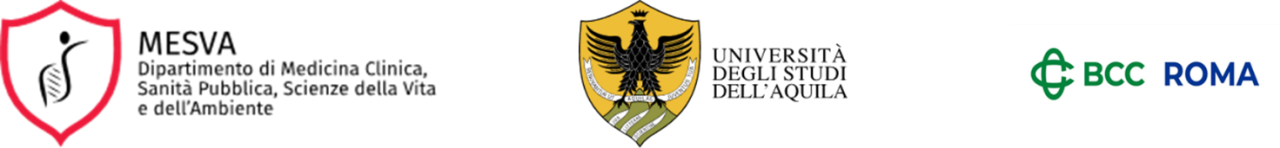 MESVA
Dipartimento di Medicina Clinica,
Sanità Pubblica, Scienze della Vita
e dell'Ambiente
UNIVERSITÀ
DEGLI STUDI
DELL'AQUILA
BCC ROMA